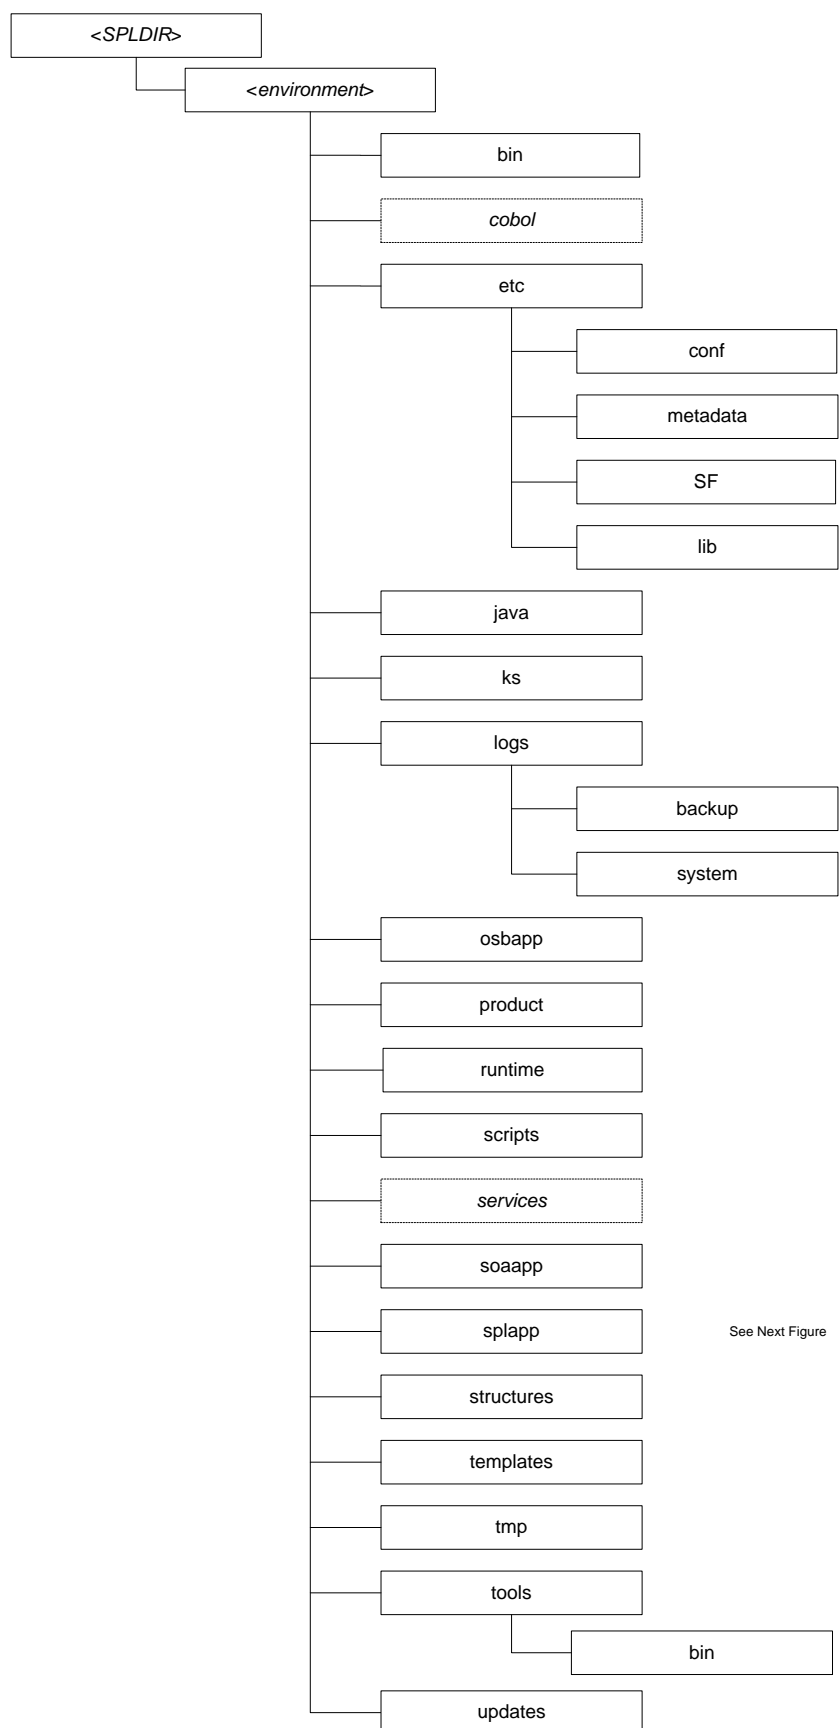 <SPLDIR>
<environment>
bin
cobol
etc
conf
metadata
SF
lib
java
ks
logs
backup
system
osbapp
product
runtime
scripts
services
soaapp
splapp
See Next Figure
structures
templates
tmp
tools
bin
updates